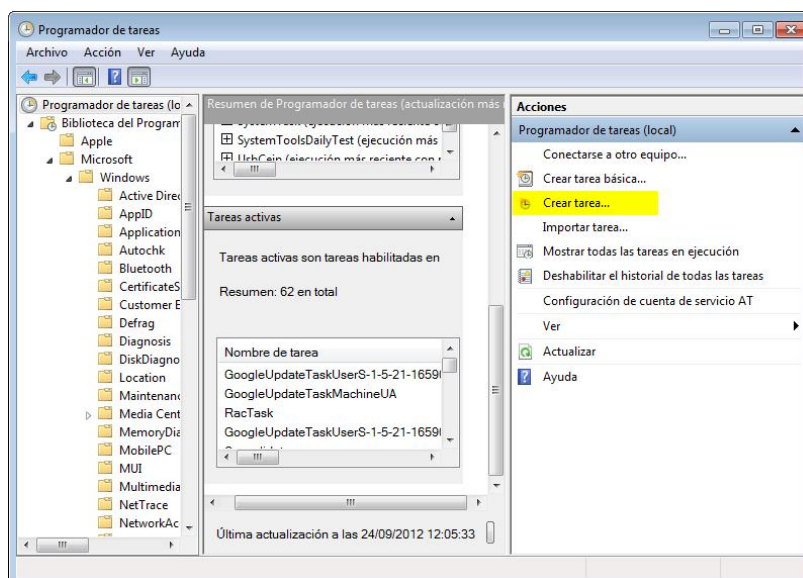 Programador de tareas
Archivo Acción Ver Ayuda
Programador de tareas (lo
Biblioteca del Program
Apple
Microsoft
Windows
Active Direc
AppID
Application
Autochk
Bluetooth
CertificateS
Customer E
Defrag
Diagnosis
DiskDiagno
Location
Maintenanc
Media Cent
MemoryDia
MobilePC
MUI
Multimedia
NetTrace
NetworkAc
Resumen de Programador de tareas (actualización más
SystemToolsDailyTest (ejecución más
Tareas activas
Tareas activas son tareas habilitadas en
Resumen: 62 en total
Nombre de tarea
GoogleUpdateTaskUserS-1-5-21-1659
GoogleUpdateTaskMachineUA
RacTask
GoogleUpdateTaskUserS-1-5-21-1659
Última actualización a las 24/09/2012 12:05:33
Acciones
Programador de tareas (local)
Conectarse a otro equipo...
Crear tarea básica...
Crear tarea...
Importar tarea...
Mostrar todas las tareas en ejecución
Deshabilitar el historial de todas las tareas
Configuración de cuenta de servicio AT
Ver
Actualizar
Ayuda